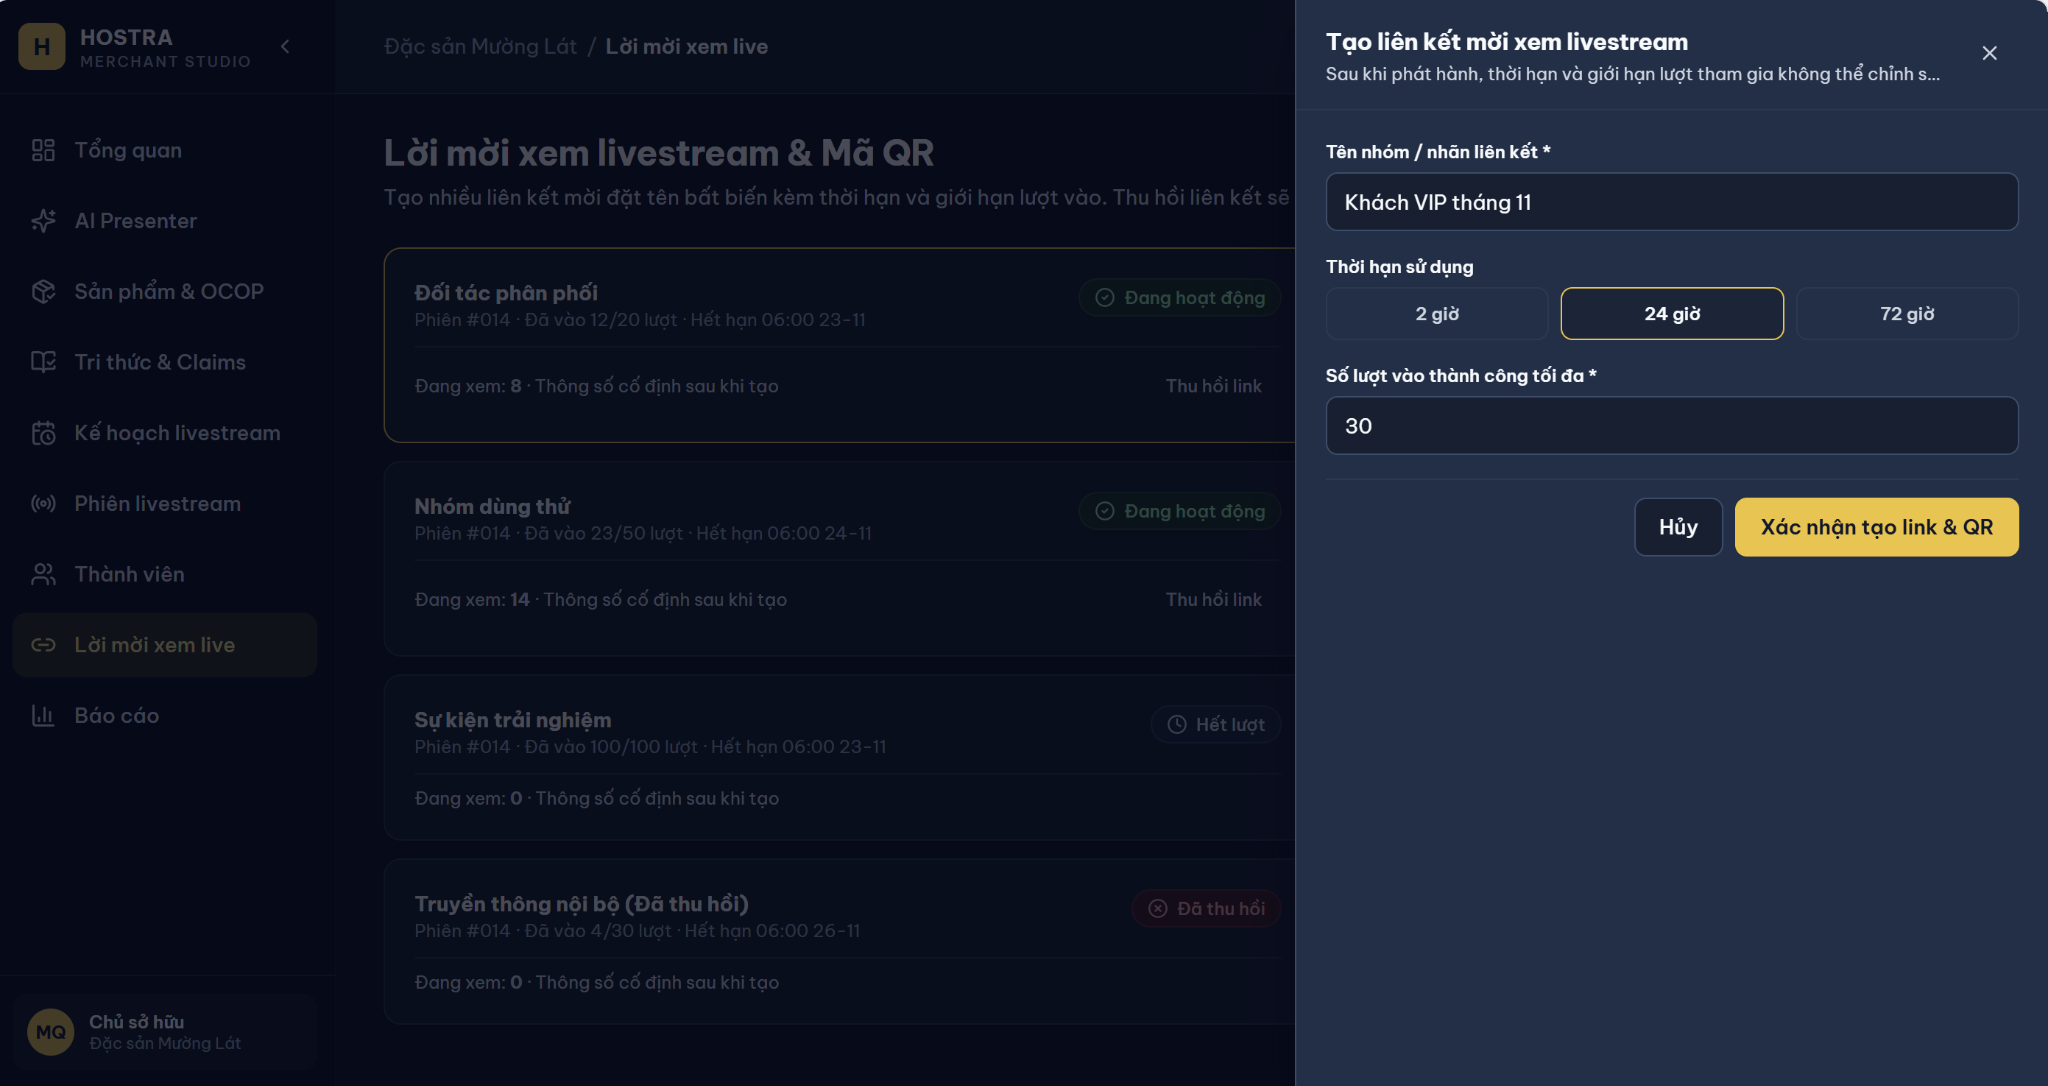 H
HOSTRA
MERCHANT STUDIO
Tổng quan
AI Presenter
Sản phẩm & OCOP
Tri thức & Claims
Kế hoạch livestream
Phiên livestream
Thành viên
Lời mời xem live
Báo cáo
MQ
Chủ sở hữu
Đặc sản Mường Lát
Đặc sản Mường Lát / Lời mời xem live
Lời mời xem livestream & Mã QR
Tạo nhiều liên kết mời đặt tên bất biến kèm thời hạn và giới hạn lượt vào. Thu hồi liên kết sẽ
Đối tác phân phối
Đang hoạt động
Phiên #014 · Đã vào 12/20 lượt · Hết hạn 06:00 23-11
Đang xem: 8 · Thông số cố định sau khi tạo
Thu hồi link
Nhóm dùng thử
Đang hoạt động
Phiên #014 · Đã vào 23/50 lượt · Hết hạn 06:00 24-11
Đang xem: 14 · Thông số cố định sau khi tạo
Thu hồi link
Sự kiện trải nghiệm
Hết lượt
Phiên #014 · Đã vào 100/100 lượt · Hết hạn 06:00 23-11
Đang xem: 0 · Thông số cố định sau khi tạo
Truyền thông nội bộ (Đã thu hồi)
Đã thu hồi
Phiên #014 · Đã vào 4/30 lượt · Hết hạn 06:00 26-11
Đang xem: 0 · Thông số cố định sau khi tạo
Tạo liên kết mời xem livestream
Sau khi phát hành, thời hạn và giới hạn lượt tham gia không thể chỉnh s...
Tên nhóm / nhãn liên kết *
Khách VIP tháng 11
Thời hạn sử dụng
2 giờ
24 giờ
72 giờ
Số lượt vào thành công tối đa *
30
Hủy
Xác nhận tạo link & QR